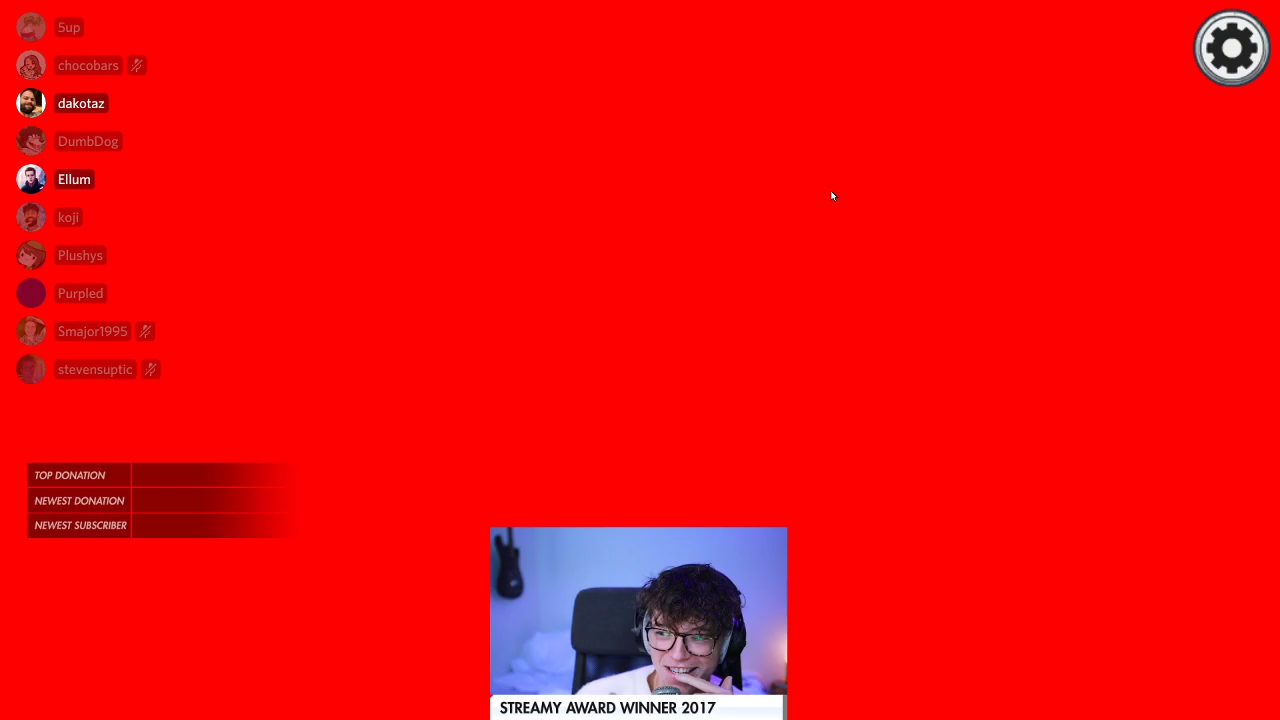 5up
chocobars
dakotaz
DumbDog
Ellum
koji
Plushys
Purpled
Smajor1995
stevensuptic
TOP DONATION
NEWEST DONATION
NEWEST SUBSCRIBER
STREAMY AWARD WINNER 2017